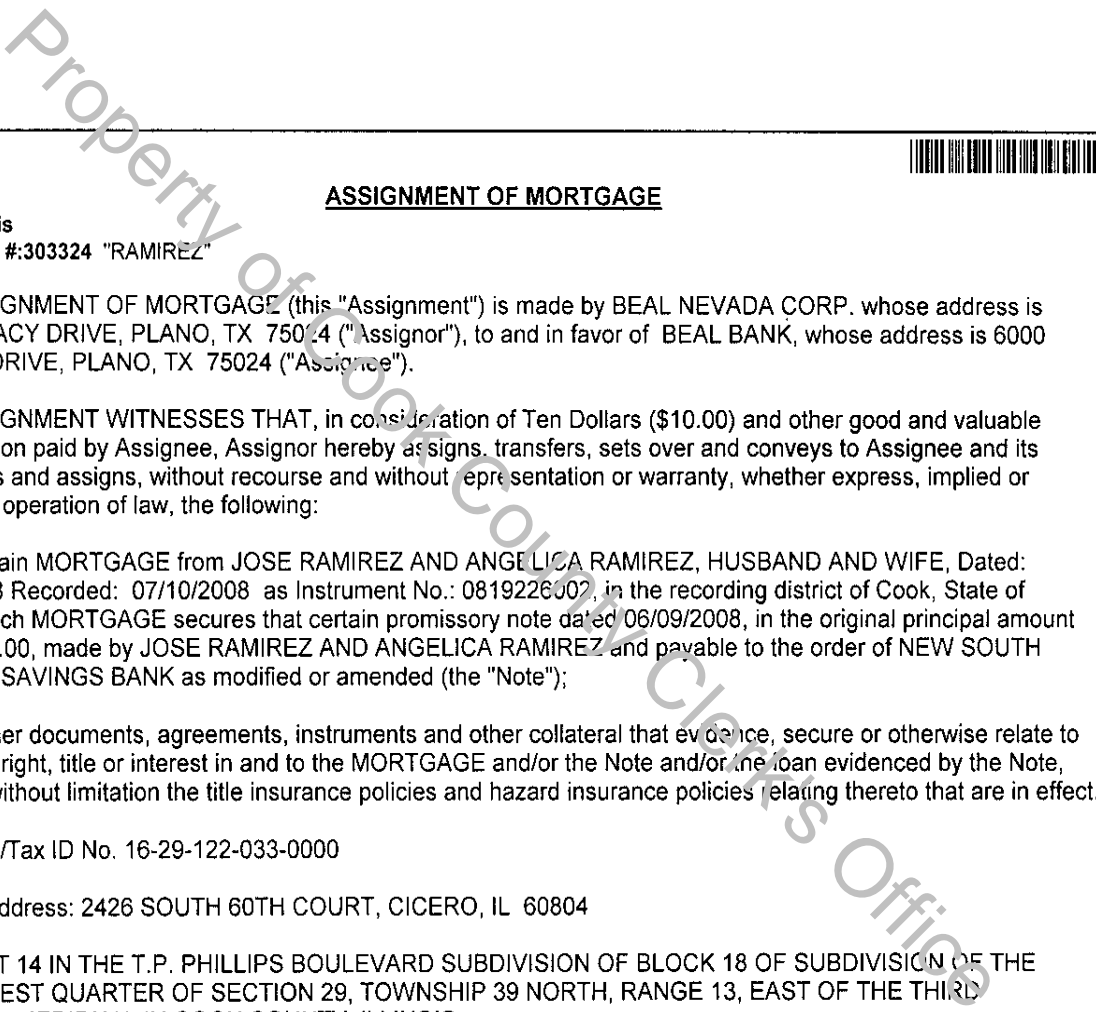 Property of Cook County Clerk's Office
ASSIGNMENT OF MORTGAGE
is
#:303324 "RAMIREZ"
GNMENT OF MORTGAGE (this "Assignment") is made by BEAL NEVADA CORP. whose address is
ACY DRIVE, PLANO, TX 75024 ("Assignor"), to and in favor of BEAL BANK, whose address is 6000
DRIVE, PLANO, TX 75024 ("Assignee").
GNMENT WITNESSES THAT, in consideration of Ten Dollars ($10.00) and other good and valuable
on paid by Assignee, Assignor hereby assigns, transfers, sets over and conveys to Assignee and its
s and assigns, without recourse and without representation or warranty, whether express, implied or
operation of law, the following:
ain MORTGAGE from JOSE RAMIREZ AND ANGELICA RAMIREZ, HUSBAND AND WIFE, Dated:
Recorded: 07/10/2008 as Instrument No.: 0819226002, in the recording district of Cook, State of
ch MORTGAGE secures that certain promissory note dated 06/09/2008, in the original principal amount
.00, made by JOSE RAMIREZ AND ANGELICA RAMIREZ and payable to the order of NEW SOUTH
SAVINGS BANK as modified or amended (the "Note");
er documents, agreements, instruments and other collateral that evidence, secure or otherwise relate to
right, title or interest in and to the MORTGAGE and/or the Note and/or the loan evidenced by the Note,
without limitation the title insurance policies and hazard insurance policies relating thereto that are in effect.
/Tax ID No. 16-29-122-033-0000
ddress: 2426 SOUTH 60TH COURT, CICERO, IL 60804
T 14 IN THE T.P. PHILLIPS BOULEVARD SUBDIVISION OF BLOCK 18 OF SUBDIVISION OF THE
EST QUARTER OF SECTION 29, TOWNSHIP 39 NORTH, RANGE 13, EAST OF THE THIRD